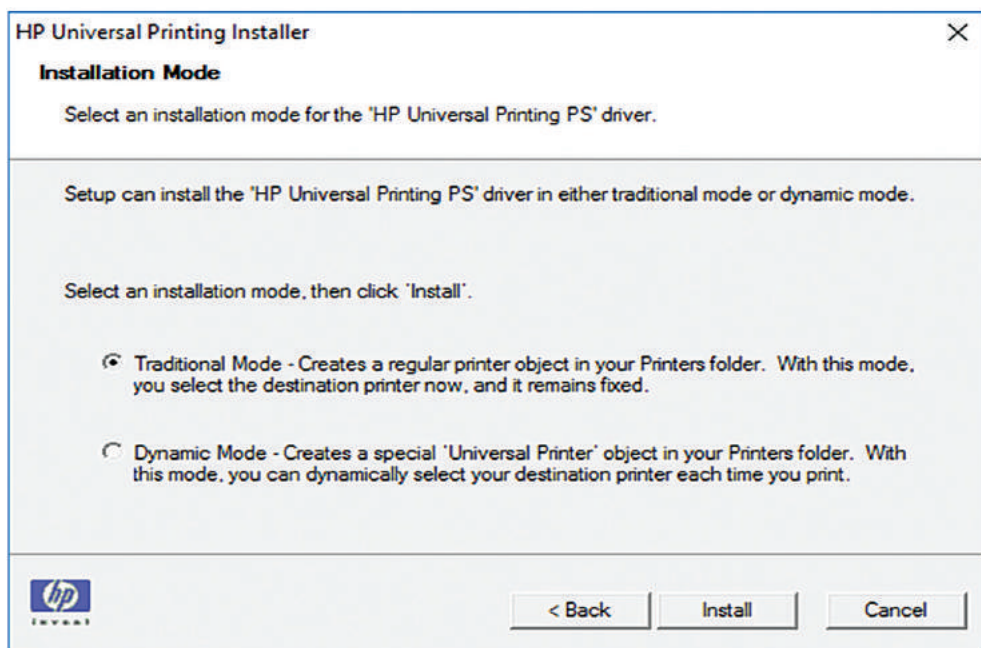 HP Universal Printing Installer
Installation Mode
Select an installation mode for the 'HP Universal Printing PS' driver.
Setup can install the 'HP Universal Printing PS' driver in either traditional mode or dynamic mode.
Select an installation mode, then click 'Install'.
Traditional Mode - Creates a regular printer object in your Printers folder. With this mode,
you select the destination printer now, and it remains fixed.
Dynamic Mode - Creates a special 'Universal Printer' object in your Printers folder. With
this mode, you can dynamically select your destination printer each time you print.
hp
invent
< Back
Install
Cancel